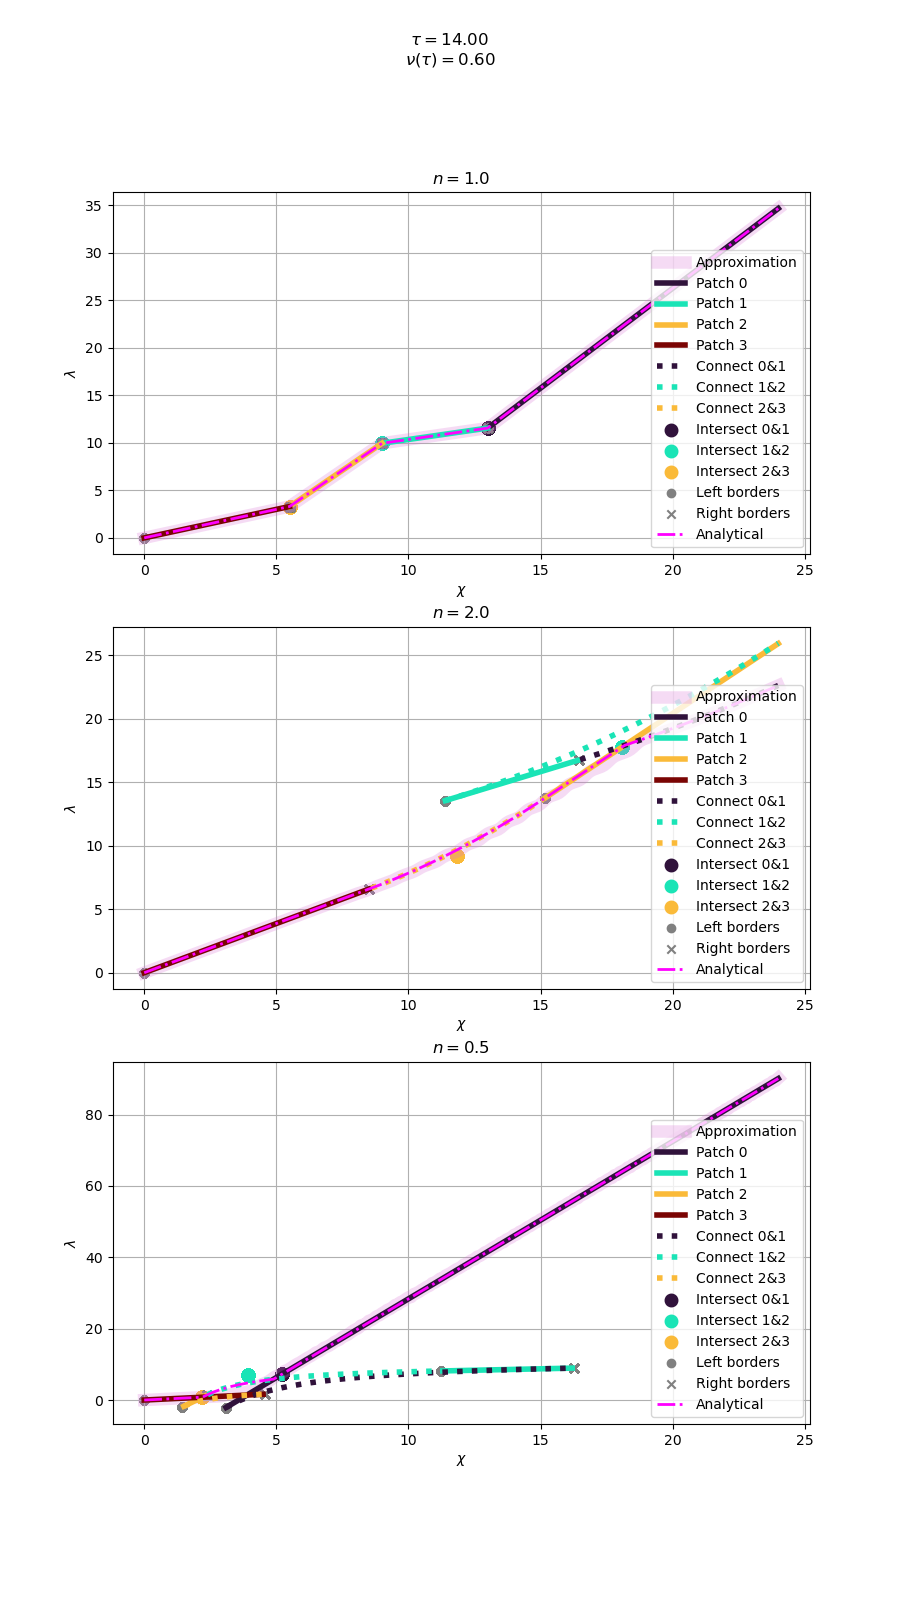 τ = 14.00
ν(τ) = 0.60
n = 1.0
λ
35
30
25
20
15
10
5
0
0 5 10 15 20 25
χ
Approximation
Patch 0
Patch 1
Patch 2
Patch 3
Connect 0&1
Connect 1&2
Connect 2&3
Intersect 0&1
Intersect 1&2
Intersect 2&3
Left borders
Right borders
Analytical
n = 2.0
λ
25
20
15
10
5
0
0 5 10 15 20 25
χ
Approximation
Patch 0
Patch 1
Patch 2
Patch 3
Connect 0&1
Connect 1&2
Connect 2&3
Intersect 0&1
Intersect 1&2
Intersect 2&3
Left borders
Right borders
Analytical
n = 0.5
λ
80
60
40
20
0
0 5 10 15 20 25
χ
Approximation
Patch 0
Patch 1
Patch 2
Patch 3
Connect 0&1
Connect 1&2
Connect 2&3
Intersect 0&1
Intersect 1&2
Intersect 2&3
Left borders
Right borders
Analytical